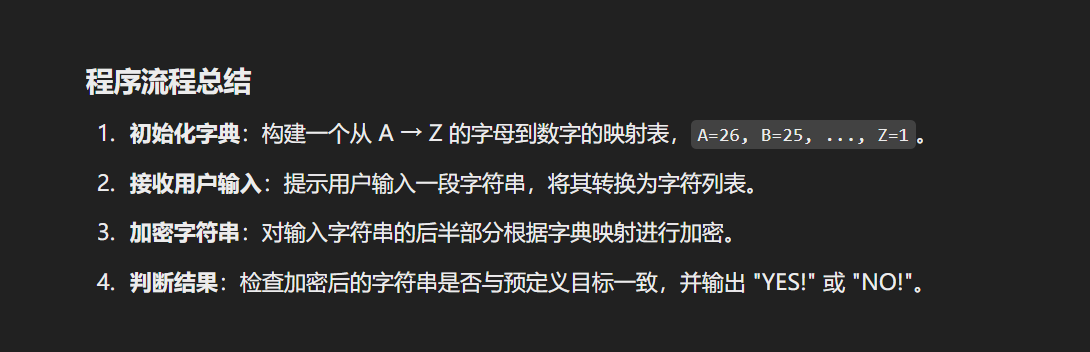 程序流程总结
1. 初始化字典：构建一个从 A → Z 的字母到数字的映射表，A=26, B=25, ..., Z=1。
2. 接收用户输入：提示用户输入一段字符串，将其转换为字符列表。
3. 加密字符串：对输入字符串的后半部分根据字典映射进行加密。
4. 判断结果：检查加密后的字符串是否与预定义目标一致，并输出 "YES!" 或 "NO!"。